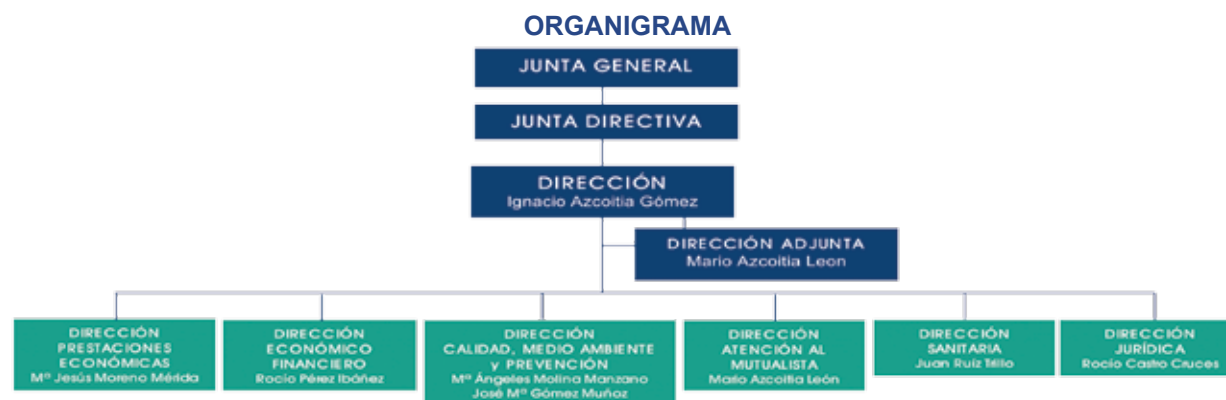 ORGANIGRAMA
JUNTA GENERAL
JUNTA DIRECTIVA
DIRECCIÓN
Ignacio Azcoitia Gómez
DIRECCIÓN ADJUNTA
Mario Azcoitia Leon
DIRECCIÓN
PRESTACIONES
ECONÓMICAS
Mª Jesús Moreno Mérida
DIRECCIÓN
ECONÓMICO
FINANCIERO
Rocío Pérez Ibáñez
DIRECCIÓN
CALIDAD, MEDIO AMBIENTE
y PREVENCIÓN
Mª Ángeles Molina Manzano
José Mª Gómez Muñoz
DIRECCIÓN
ATENCIÓN AL
MUTUALISTA
Mario Azcoitia León
DIRECCIÓN
SANITARIA
Juan Ruiz Trillo
DIRECCIÓN
JURÍDICA
Rocío Castro Cruces